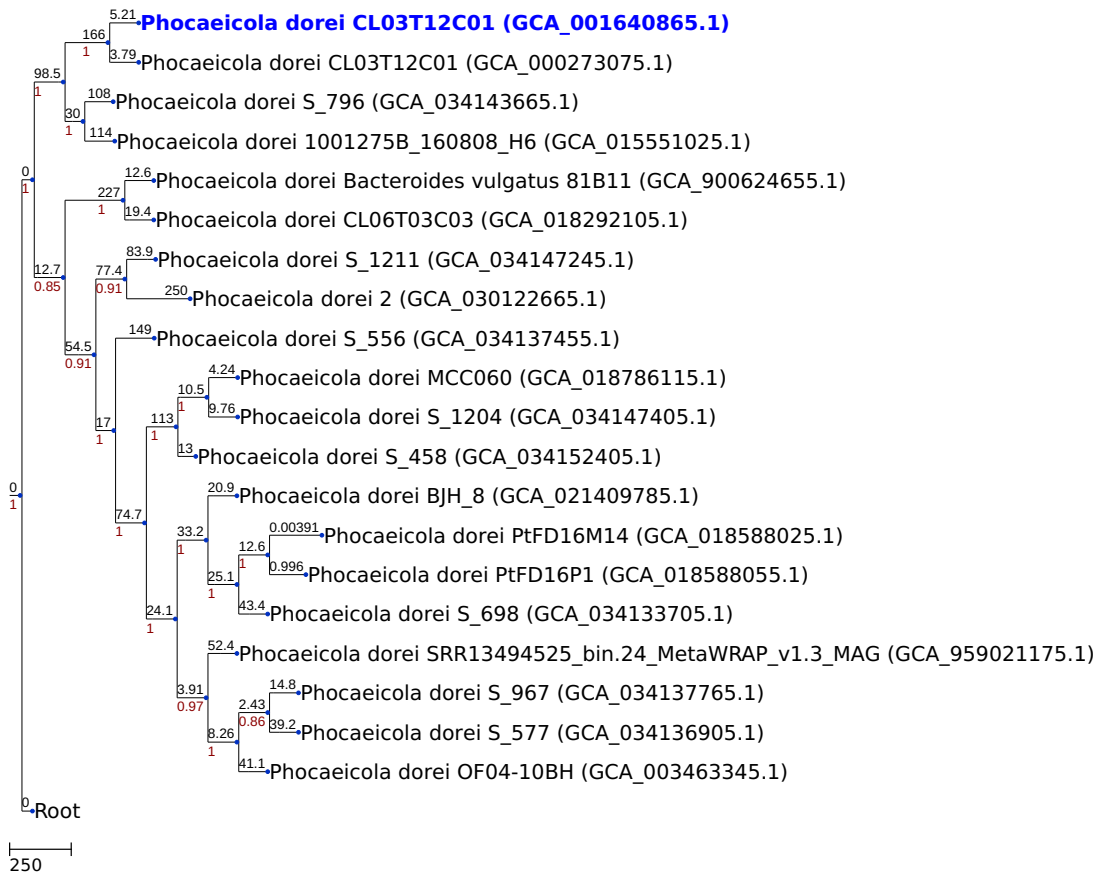 5.21
Phocaeicola dorei CL03T12C01 (GCA_001640865.1)
166
1
3.79
Phocaeicola dorei CL03T12C01 (GCA_000273075.1)
98.5
1
108
Phocaeicola dorei S_796 (GCA_034143665.1)
30
1
114
Phocaeicola dorei 1001275B_160808_H6 (GCA_015551025.1)
0
1
12.6
Phocaeicola dorei Bacteroides vulgatus 81B11 (GCA_900624655.1)
227
1
19.4
Phocaeicola dorei CL06T03C03 (GCA_018292105.1)
12.7
0.85
83.9
Phocaeicola dorei S_1211 (GCA_034147245.1)
77.4
0.91
250
Phocaeicola dorei 2 (GCA_030122665.1)
54.5
0.91
149
Phocaeicola dorei S_556 (GCA_034137455.1)
4.24
Phocaeicola dorei MCC060 (GCA_018786115.1)
10.5
1
9.76
Phocaeicola dorei S_1204 (GCA_034147405.1)
17
1
113
1
13
Phocaeicola dorei S_458 (GCA_034152405.1)
20.9
Phocaeicola dorei BJH_8 (GCA_021409785.1)
0
1
74.7
1
33.2
1
0.00391
Phocaeicola dorei PtFD16M14 (GCA_018588025.1)
12.6
1
0.996
Phocaeicola dorei PtFD16P1 (GCA_018588055.1)
25.1
1
43.4
Phocaeicola dorei S_698 (GCA_034133705.1)
24.1
1
52.4
Phocaeicola dorei SRR13494525_bin.24_MetaWRAP_v1.3_MAG (GCA_959021175.1)
3.91
0.97
14.8
Phocaeicola dorei S_967 (GCA_034137765.1)
2.43
0.86
39.2
Phocaeicola dorei S_577 (GCA_034136905.1)
8.26
1
41.1
Phocaeicola dorei OF04-10BH (GCA_003463345.1)
0
Root
250